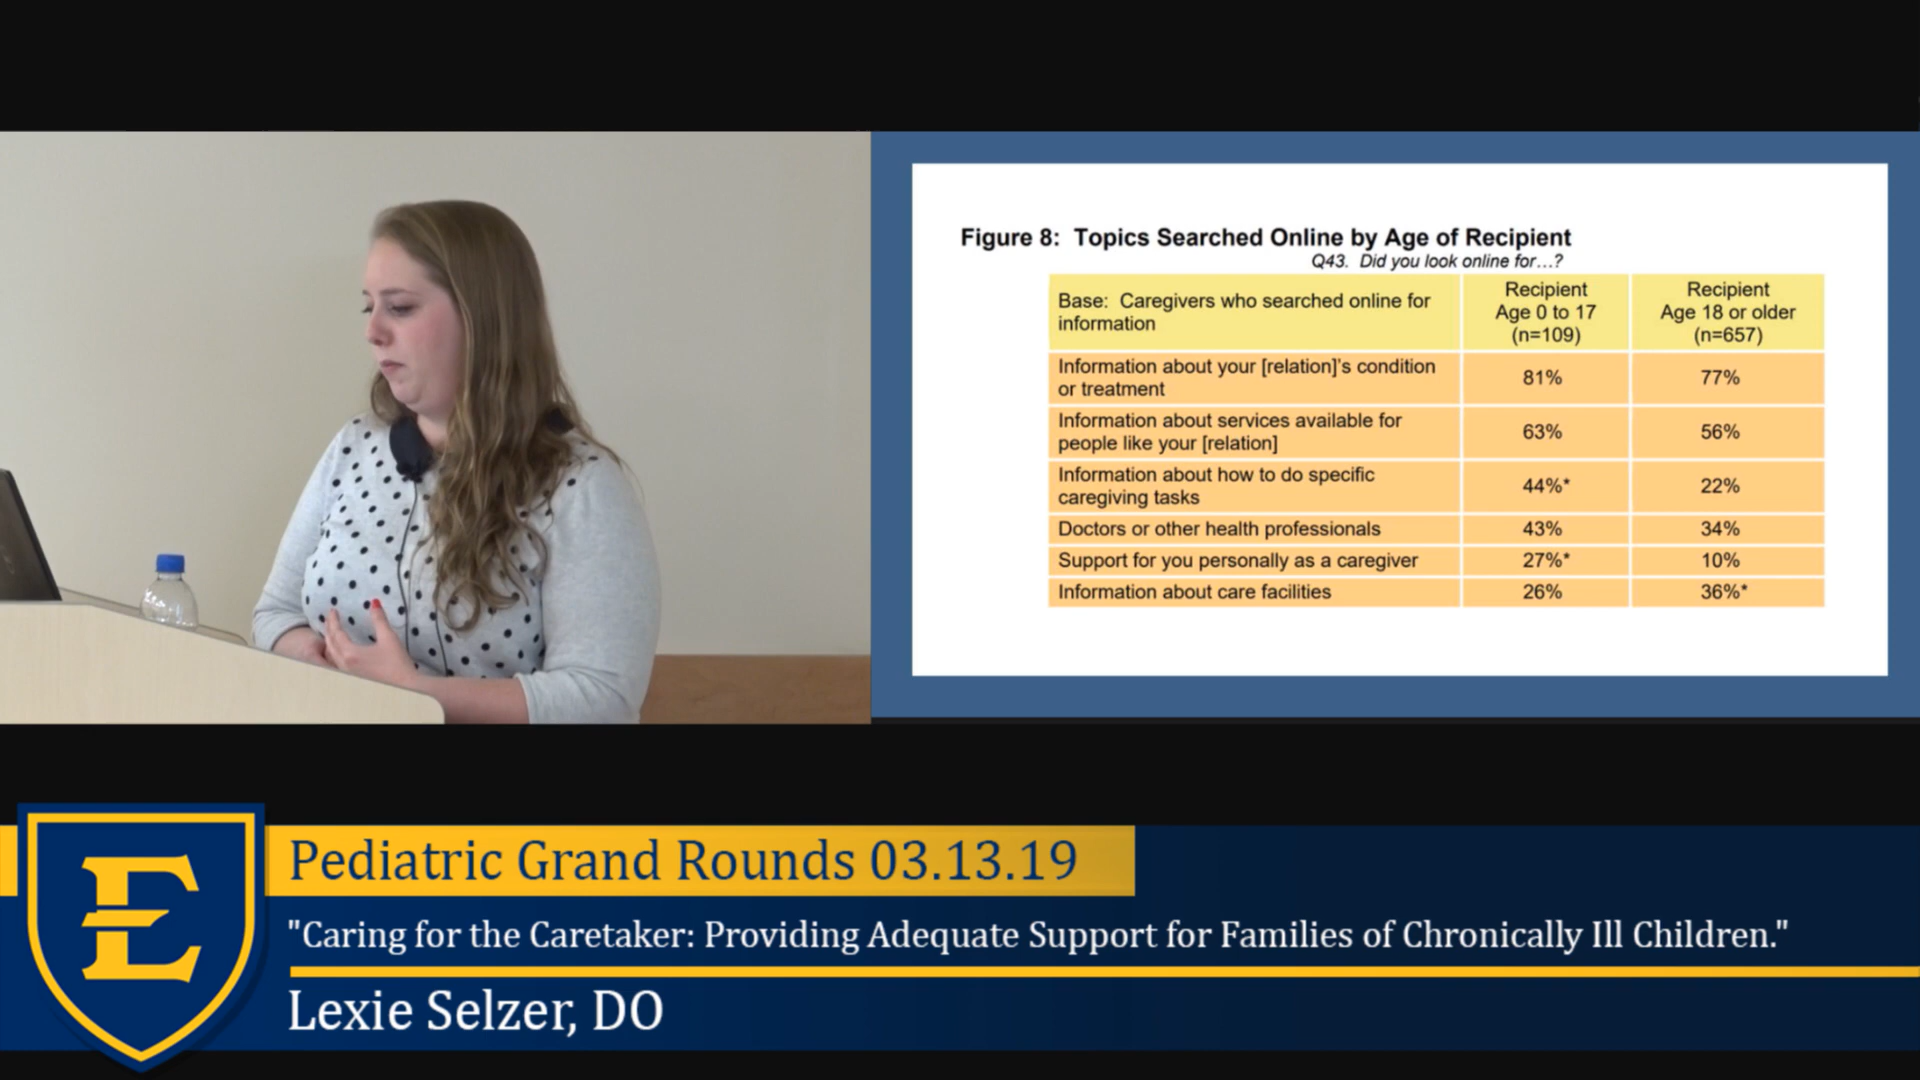 Figure 8:  Topics Searched Online by Age of Recipient
Q43.  Did you look online for…?
Base:  Caregivers who searched online for
information
Recipient
Age 0 to 17
(n=109)
Recipient
Age 18 or older
(n=657)
Information about your [relation]'s condition
or treatment
81%
77%
Information about services available for
people like your [relation]
63%
56%
Information about how to do specific
caregiving tasks
44%*
22%
Doctors or other health professionals
43%
34%
Support for you personally as a caregiver
27%*
10%
Information about care facilities
26%
36%*
E
Pediatric Grand Rounds 03.13.19
"Caring for the Caretaker: Providing Adequate Support for Families of Chronically Ill Children."
Lexie Selzer, DO